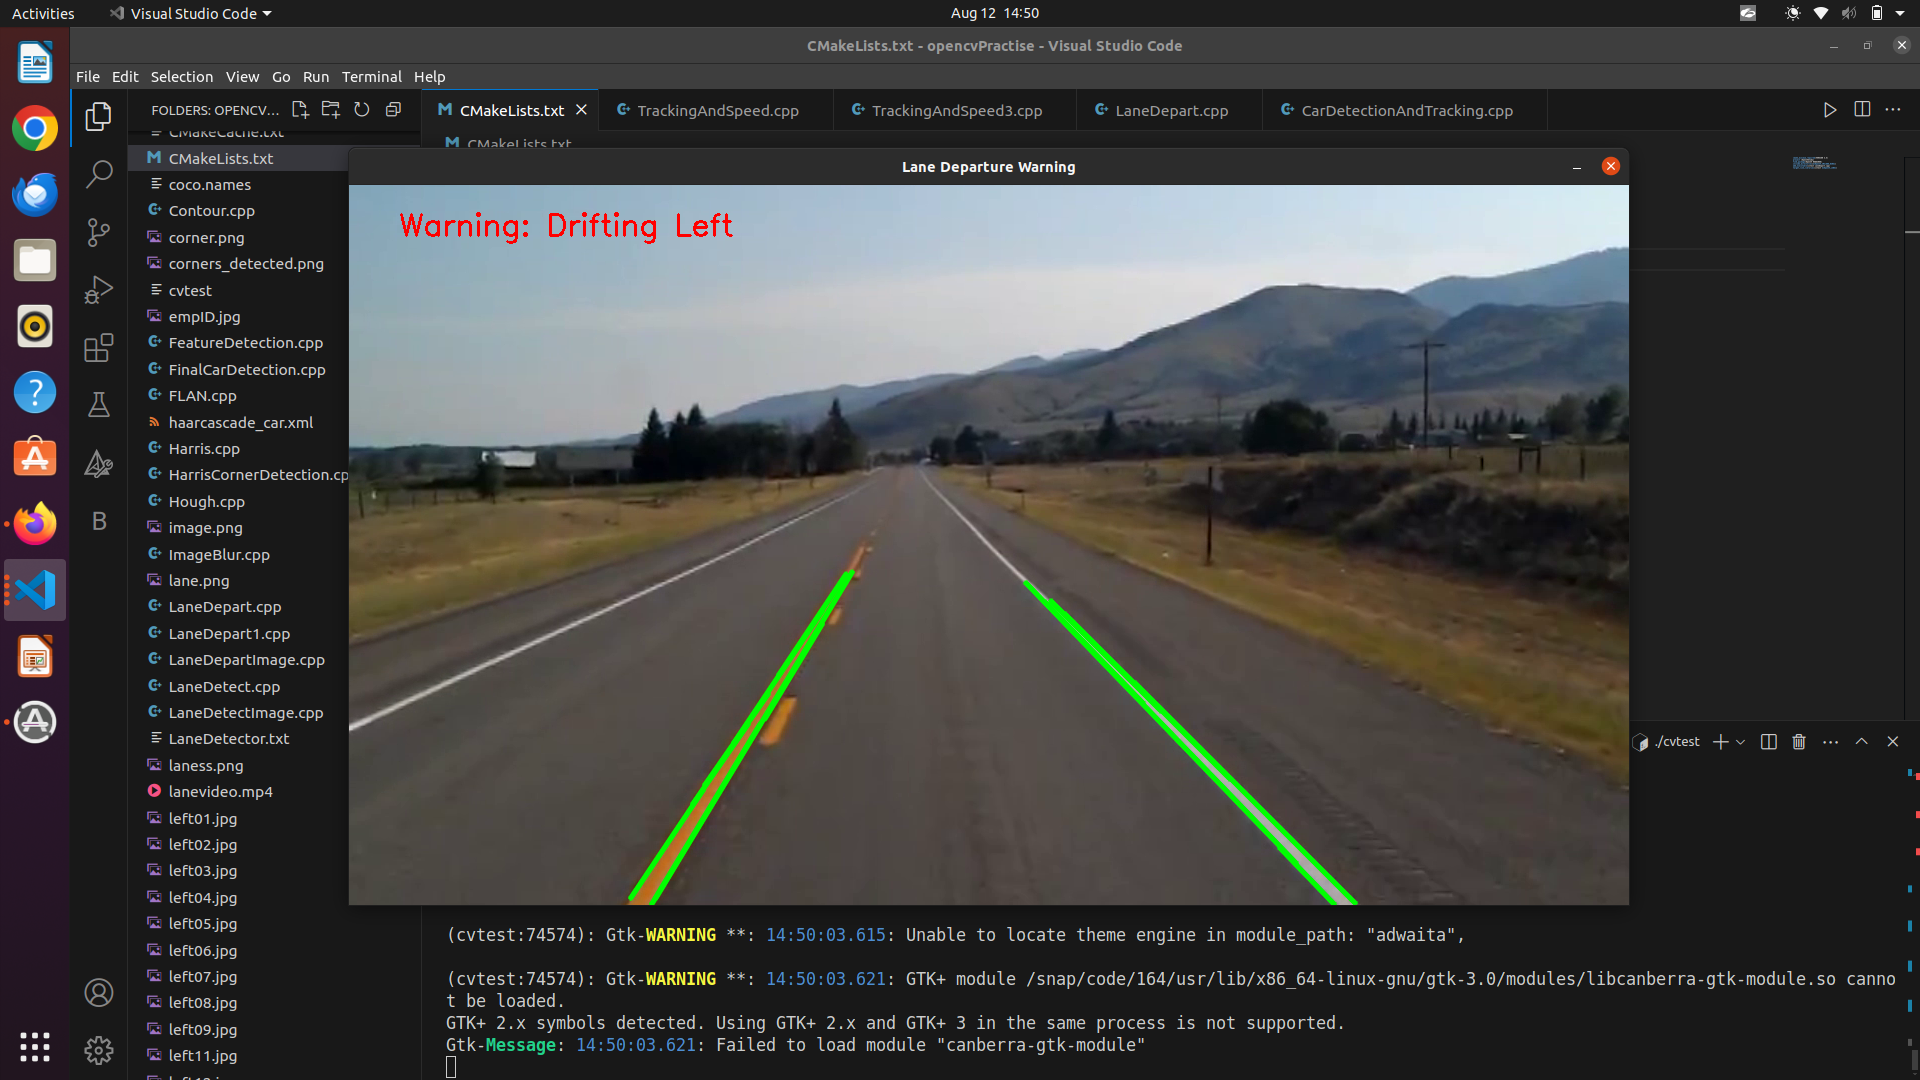 Activities
Visual Studio Code
Aug 12 14:50
CMakeLists.txt - opencvPractise - Visual Studio Code
File Edit Selection View Go Run Terminal Help
FOLDERS: OPENCV...
CMakeLists.txt
TrackingAndSpeed.cpp
TrackingAndSpeed3.cpp
LaneDepart.cpp
CarDetectionAndTracking.cpp
CMakeCache.txt
CMakeLists.txt
coco.names
Contour.cpp
corner.png
corners_detected.png
cvtest
empID.jpg
FeatureDetection.cpp
FinalCarDetection.cpp
FLAN.cpp
haarcascade_car.xml
Harris.cpp
HarrisCornerDetection.cp
Hough.cpp
image.png
ImageBlur.cpp
lane.png
LaneDepart.cpp
LaneDepart1.cpp
LaneDepartImage.cpp
LaneDetect.cpp
LaneDetectImage.cpp
LaneDetector.txt
laness.png
lanevideo.mp4
left01.jpg
left02.jpg
left03.jpg
left04.jpg
left05.jpg
left06.jpg
left07.jpg
left08.jpg
left09.jpg
left11.jpg
CMakeLists.txt
Lane Departure Warning
Warning: Drifting Left
./cvtest
(cvtest:74574): Gtk-WARNING **: 14:50:03.615: Unable to locate theme engine in module_path: "adwaita",
(cvtest:74574): Gtk-WARNING **: 14:50:03.621: GTK+ module /snap/code/164/usr/lib/x86_64-linux-gnu/gtk-3.0/modules/libcanberra-gtk-module.so canno
t be loaded.
GTK+ 2.x symbols detected. Using GTK+ 2.x and GTK+ 3 in the same process is not supported.
Gtk-Message: 14:50:03.621: Failed to load module "canberra-gtk-module"